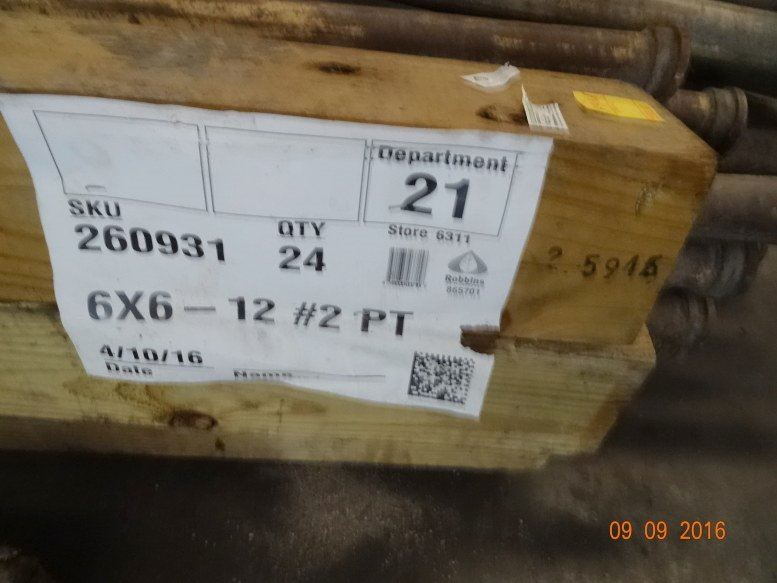 Department
21
SKU
260931
QTY
24
Store 6311
Robbins
865701
5915
6X6 - 12 #2 PT
4/10/16
Date
Name
09 09 2016